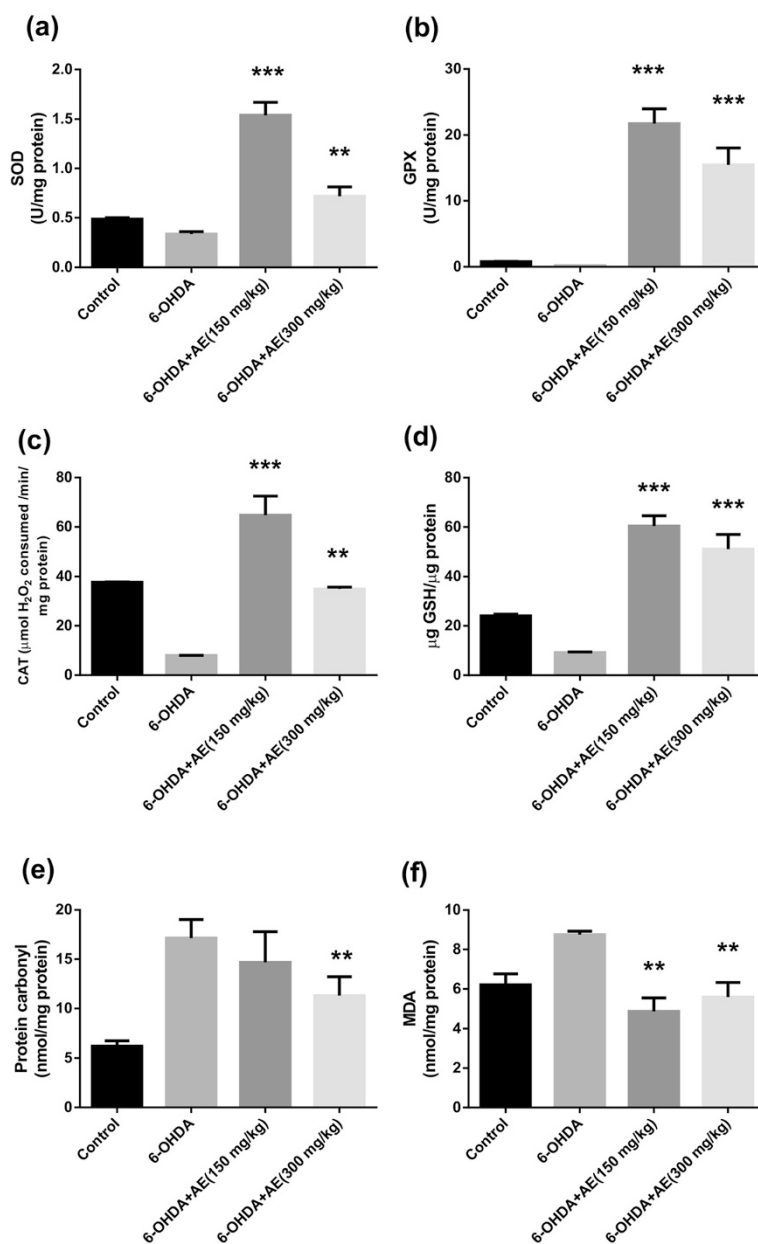 (a)
SOD
(U/mg protein)
2.0
1.5
1.0
0.5
0.0
***
**
Control
6-OHDA
6-OHDA+AE(150 mg/kg)
6-OHDA+AE(300 mg/kg)
(b)
GPX
(U/mg protein)
30
20
10
0
***
***
Control
6-OHDA
6-OHDA+AE(150 mg/kg)
6-OHDA+AE(300 mg/kg)
(c)
CAT (μmol H₂O₂ consumed /min/
mg protein)
80
60
40
20
0
***
**
Control
6-OHDA
6-OHDA+AE(150 mg/kg)
6-OHDA+AE(300 mg/kg)
(d)
μg GSH/μg protein
80
60
40
20
0
***
***
Control
6-OHDA
6-OHDA+AE(150 mg/kg)
6-OHDA+AE(300 mg/kg)
(e)
Protein carbonyl
(nmol/mg protein)
20
15
10
5
0
**
Control
6-OHDA
6-OHDA+AE(150 mg/kg)
6-OHDA+AE(300 mg/kg)
(f)
MDA
(nmol/mg protein)
10
8
6
4
2
0
**
**
Control
6-OHDA
6-OHDA+AE(150 mg/kg)
6-OHDA+AE(300 mg/kg)